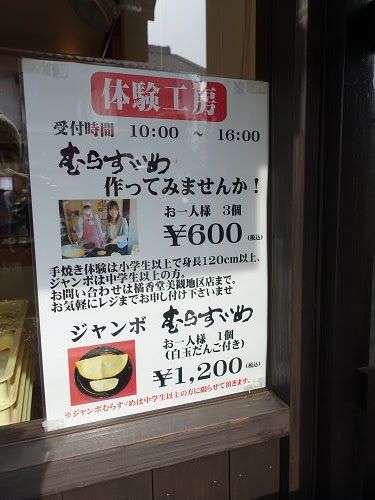 体験工房
受付時間 10:00 ~ 16:00
むらすゞめ
作ってみませんか!
お一人様 3個
¥600(税込)
手焼き体験は小学生以上で身長120cm以上、
ジャンボは中学生以上の方。
お問い合わせは橘香堂美観地区店まで。
お気軽にレジまでお申し付け下さいませ
ジャンボ むらすゞめ
お一人様 1個
(白玉だんご付き)
¥1,200(税込)
※ジャンボむらすゞめは中学生以上の方に限らせて頂きます。